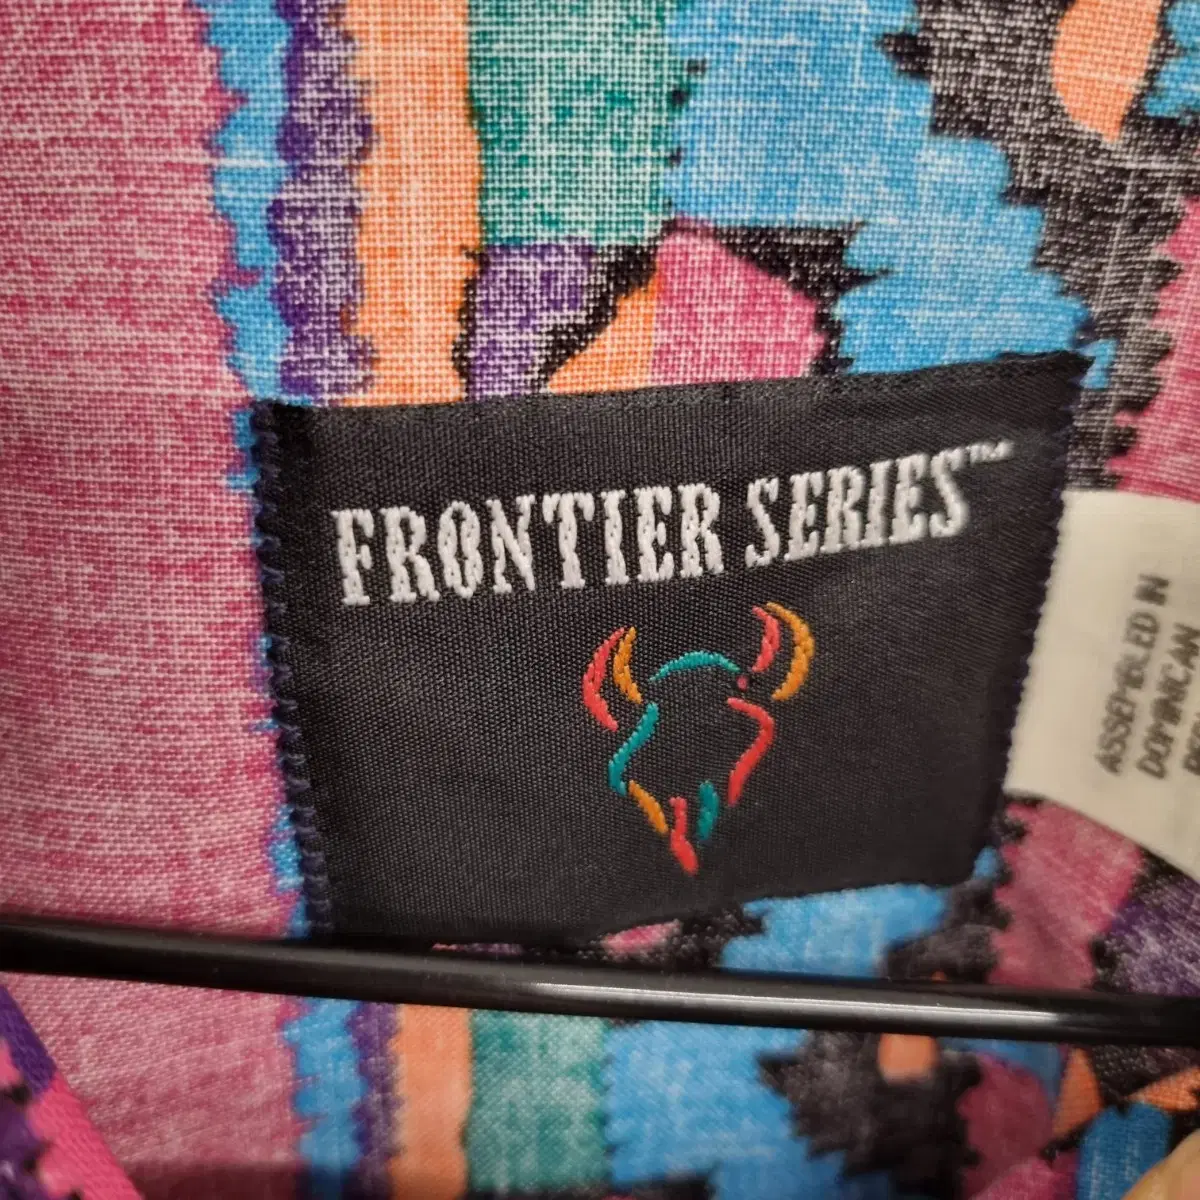 FRONTIER SERIES™
ASSEMBLED IN
DOMINICAN